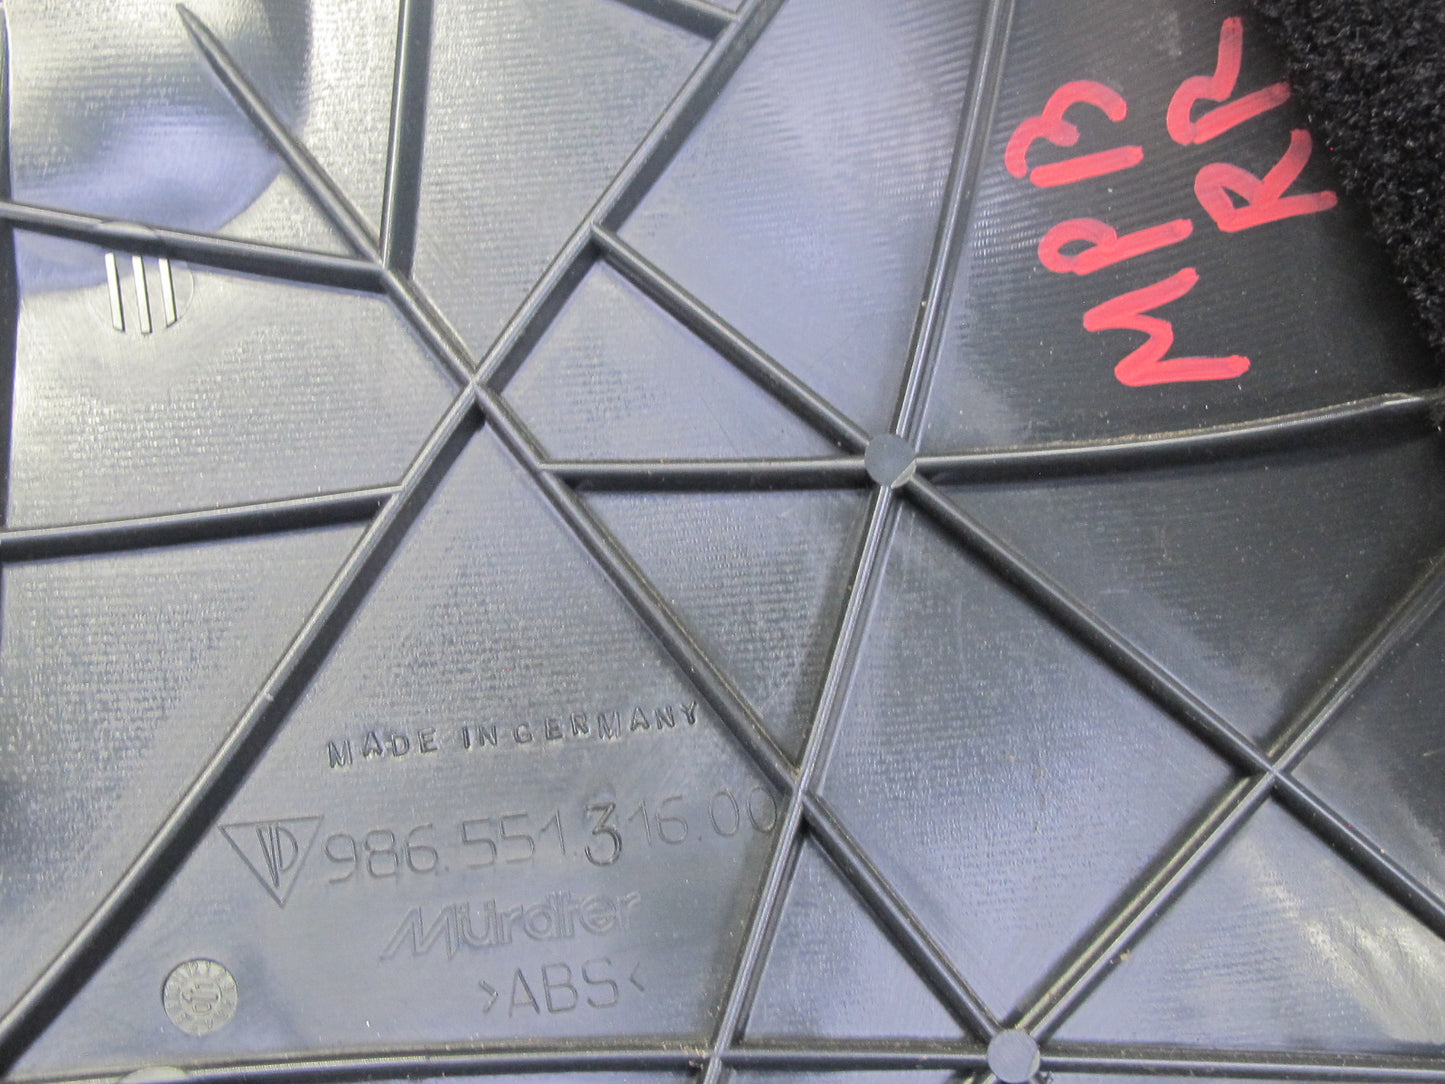 MP13
RR
MADE IN GERMANY
986.551.316.00
Mürdter
>ABS<